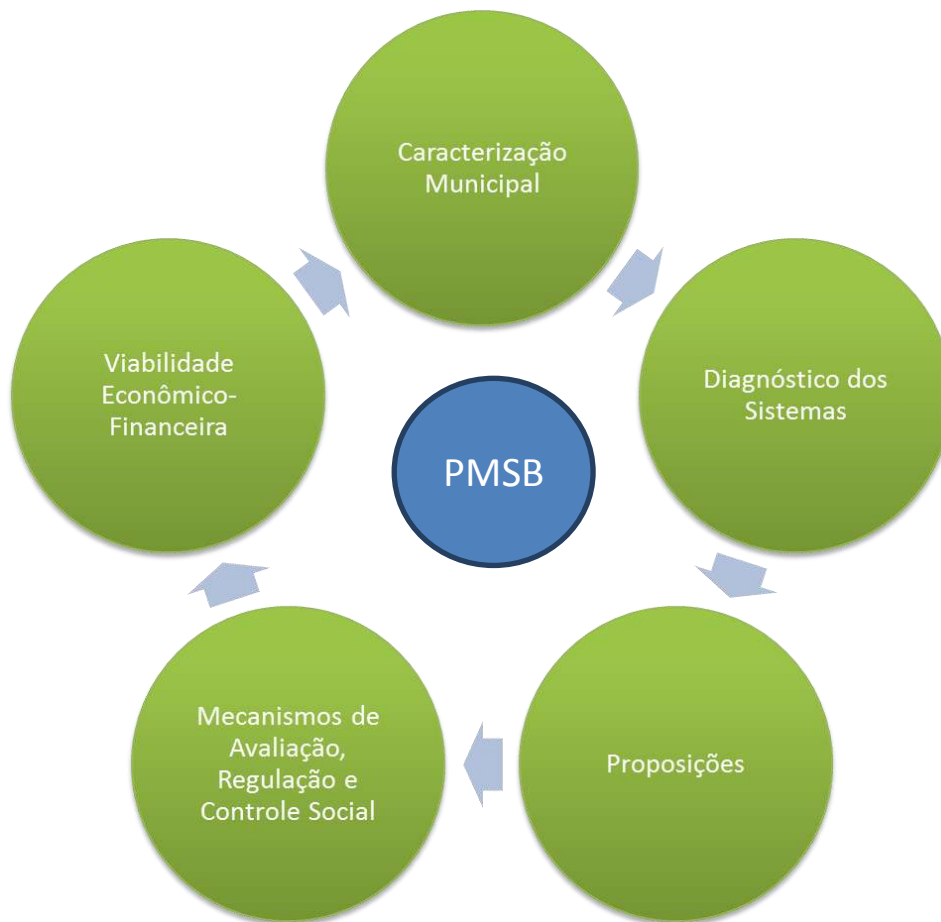 Caracterização
Municipal
Diagnóstico dos
Sistemas
Proposições
Mecanismos de
Avaliação,
Regulação e
Controle Social
Viabilidade
Econômico-
Financeira
PMSB